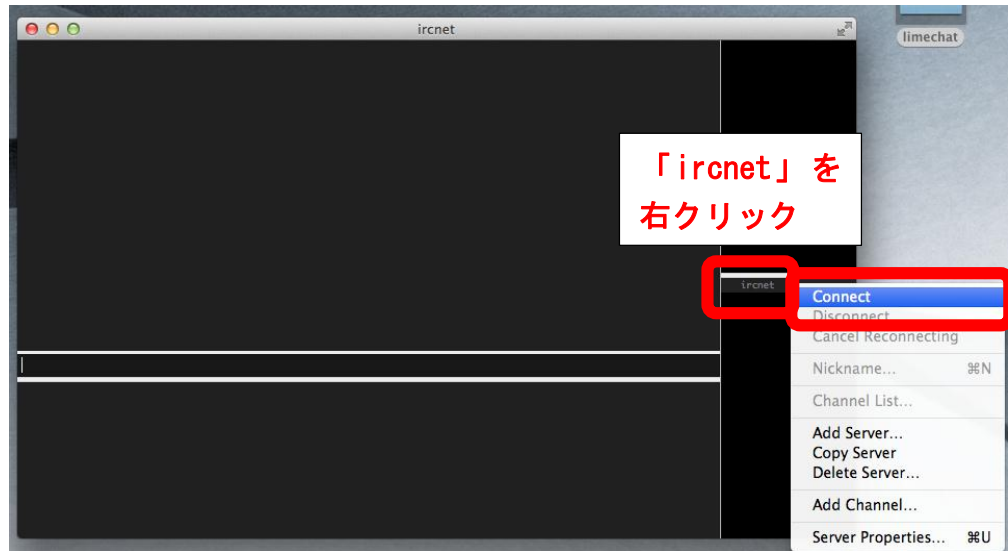 ircnet
limechat
「ircnet」を
右クリック
ircnet
Connect
Disconnect
Cancel Reconnecting
Nickname... ⌘N
Channel List...
Add Server...
Copy Server
Delete Server...
Add Channel...
Server Properties... ⌘U